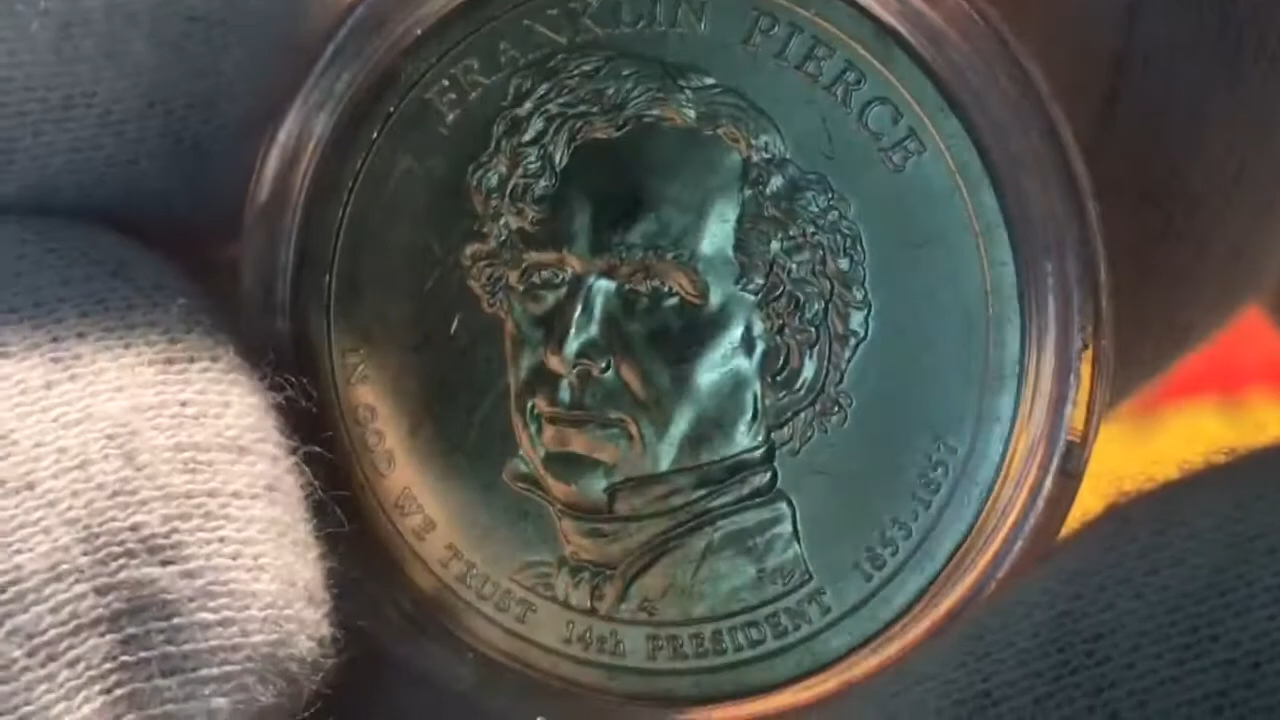 FRANKLIN PIERCE
IN GOD WE TRUST
14th PRESIDENT
1853-1857